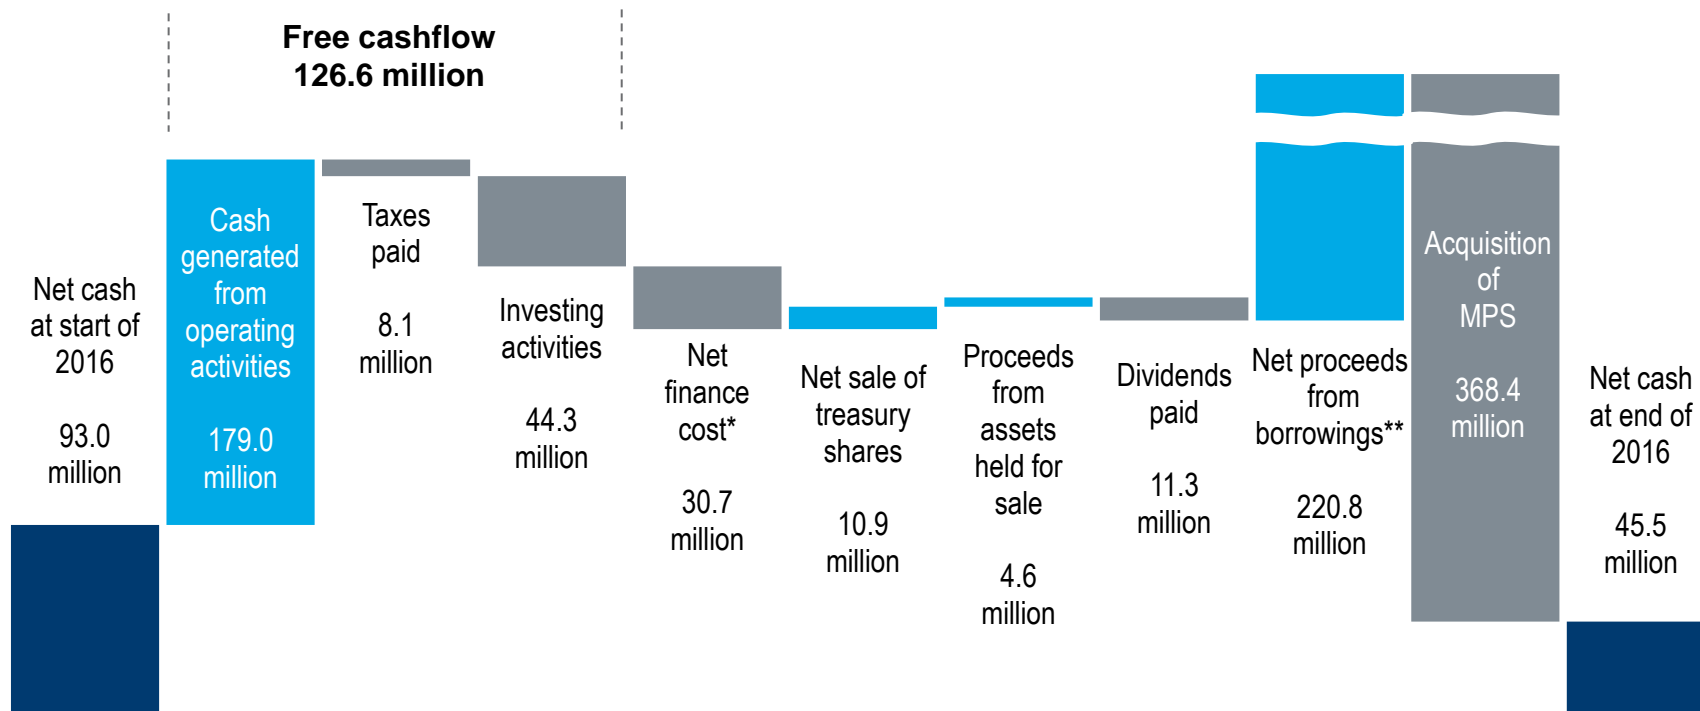 Free cashflow
126.6 million
Net cash
at start of
2016
93.0
million
Cash
generated
from
operating
activities
179.0
million
Taxes
paid
8.1
million
Investing
activities
44.3
million
Net
finance
cost*
30.7
million
Net sale of
treasury
shares
10.9
million
Proceeds
from
assets
held for
sale
4.6
million
Dividends
paid
11.3
million
Net proceeds
from
borrowings**
220.8
million
Acquisition
of
MPS
368.4
million
Net cash
at end of
2016
45.5
million